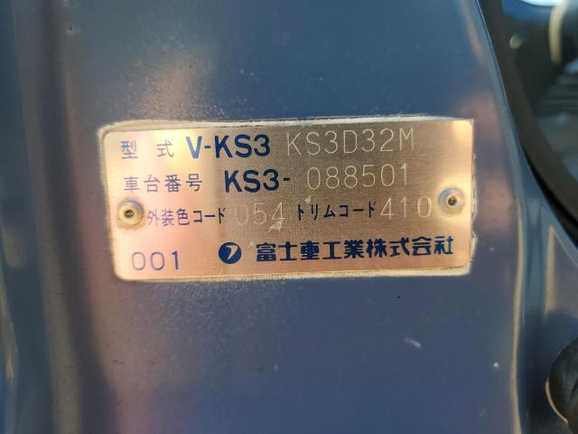 型式 V-KS3 KS3D32M
車台番号 KS3- 088501
外装色コード 054 トリムコード 410
001 フ 富士重工業株式会社